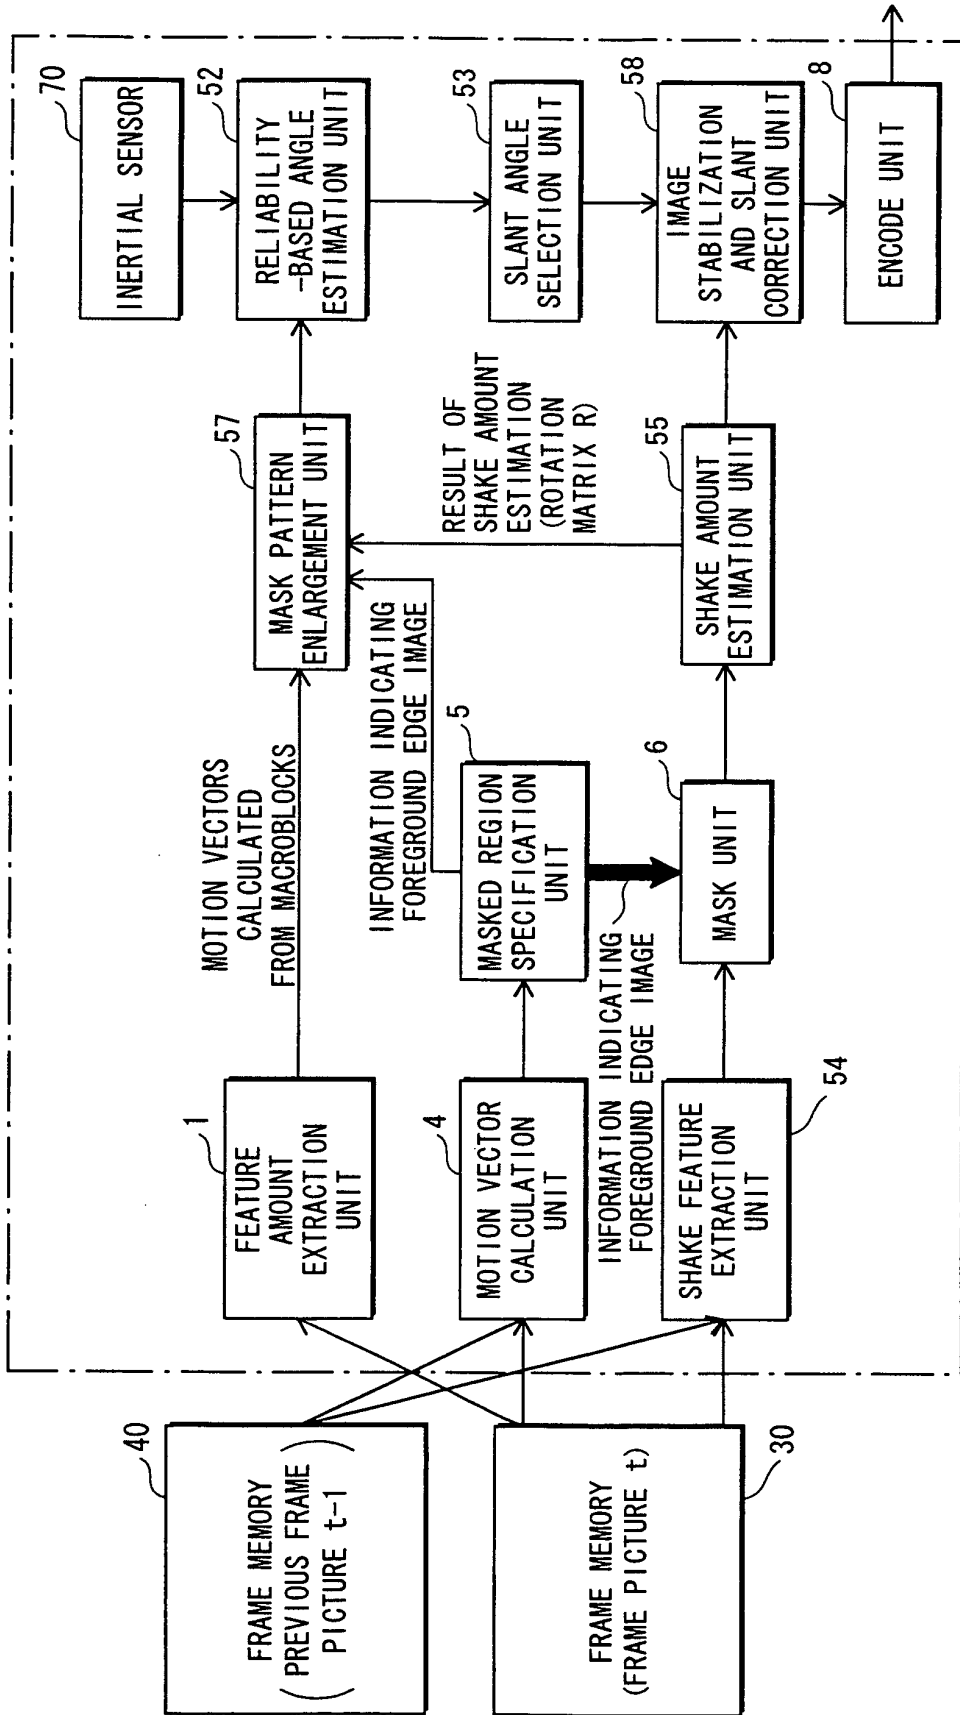 40
FRAME MEMORY
PREVIOUS FRAME
PICTURE t-1
FRAME MEMORY
(FRAME PICTURE t)
30
1
FEATURE
AMOUNT
EXTRACTION
UNIT
4
MOTION VECTOR
CALCULATION
UNIT
SHAKE FEATURE
EXTRACTION
UNIT
54
MOTION VECTORS
CALCULATED
FROM MACROBLOCKS
INFORMATION INDICATING
FOREGROUND EDGE IMAGE
5
MASKED REGION
SPECIFICATION
UNIT
INFORMATION INDICATING
FOREGROUND EDGE IMAGE
6
MASK UNIT
57
MASK PATTERN
ENLARGEMENT UNIT
RESULT OF
SHAKE AMOUNT
ESTIMATION
(ROTATION
MATRIX R)
55
SHAKE AMOUNT
ESTIMATION UNIT
70
INERTIAL SENSOR
52
RELIABILITY
-BASED ANGLE
ESTIMATION UNIT
53
SLANT ANGLE
SELECTION UNIT
58
IMAGE
STABILIZATION
AND SLANT
CORRECTION UNIT
8
ENCODE UNIT